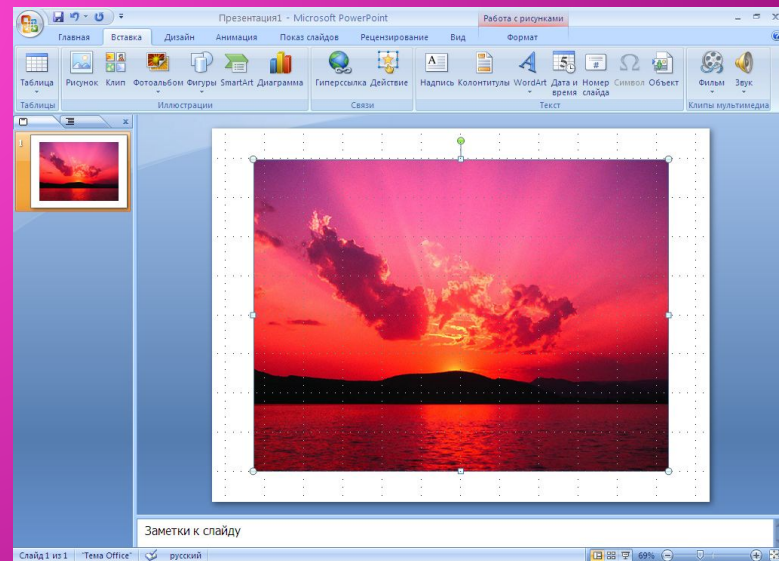 Презентация1 - Microsoft PowerPoint
Работа с рисунками
Главная Вставка Дизайн Анимация Показ слайдов Рецензирование Вид Формат
Таблица Рисунок Клип Фотоальбом Фигуры SmartArt Диаграмма Гиперссылка Действие Надпись Колонтитулы WordArt Дата и время Номер слайда Символ Объект Фильм Звук
Таблицы Иллюстрации Связи Текст Клипы мультимедиа
1
Заметки к слайду
Слайд 1 из 1 "Тема Office" русский 69%